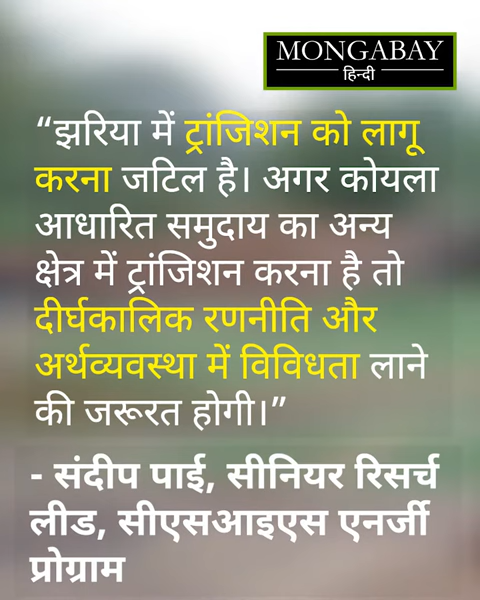 MONGABAY
हिन्दी
“झरिया में ट्रांजिशन को लागू
करना जटिल है। अगर कोयला
आधारित समुदाय का अन्य
क्षेत्र में ट्रांजिशन करना है तो
दीर्घकालिक रणनीति और
अर्थव्यवस्था में विविधता लाने
की जरूरत होगी।”
- संदीप पाई, सीनियर रिसर्च
लीड, सीएसआइएस एनर्जी
प्रोग्राम